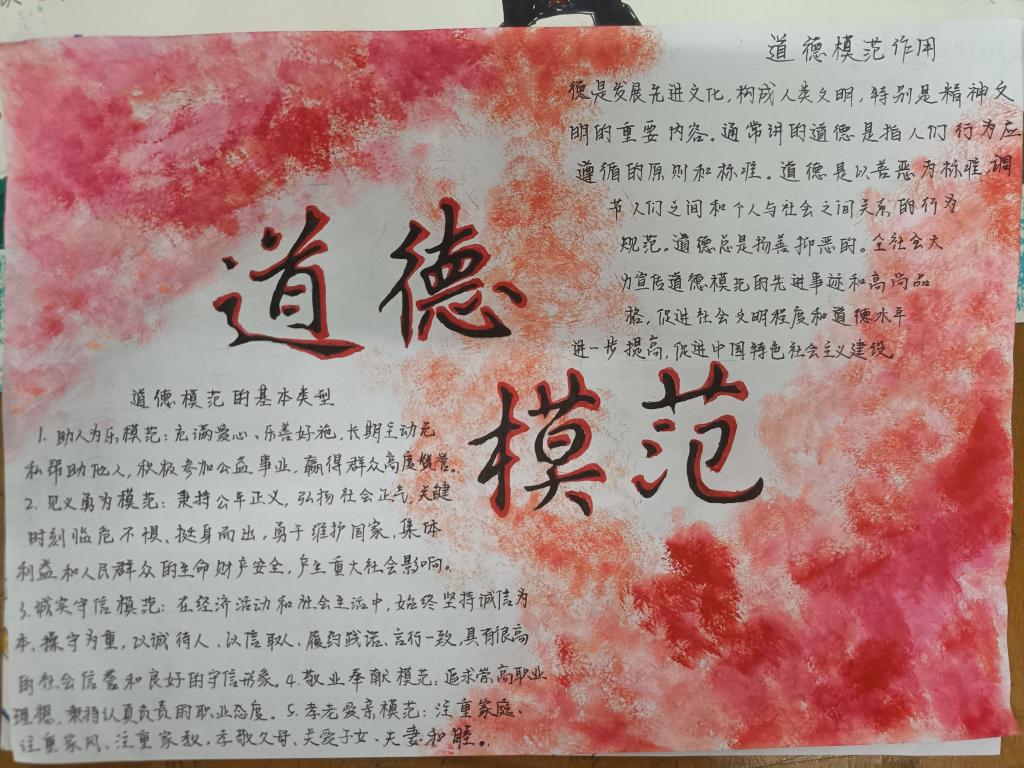 道德模范作用
德是发展先进文化,构成人类文明,特别是精神文
明的重要内容。通常讲的道德是指人们行为应
遵循的原则和标准。道德是以善恶为标准,调
节人们之间和个人与社会之间关系的行为
规范。道德总是扬善抑恶的。全社会大
力宣传道德模范的先进事迹和高尚品
格,促进社会文明程度和道德水平
进一步提高,促进中国特色社会主义建设
道德
模范
道德模范的基本类型
1. 助人为乐模范:充满爱心、乐善好施,长期主动无
私帮助他人,积极参加公益事业,赢得群众高度赞誉。
2. 见义勇为模范:秉持公平正义,弘扬社会正气,关键
时刻临危不惧、挺身而出,勇于维护国家、集体
利益和人民群众的生命财产安全,产生重大社会影响。
3. 诚实守信模范:在经济活动和社会生活中,始终坚持诚信为
本,操守为重,以诚待人,以信取人,履约践诺、言行一致,具有很高
的社会信誉和良好的守信形象。4. 敬业奉献模范:追求崇高职业
理想,秉持认真负责的职业态度。5. 孝老爱亲模范:注重家庭、
注重家风、注重家教,孝敬父母、关爱子女、夫妻和睦。